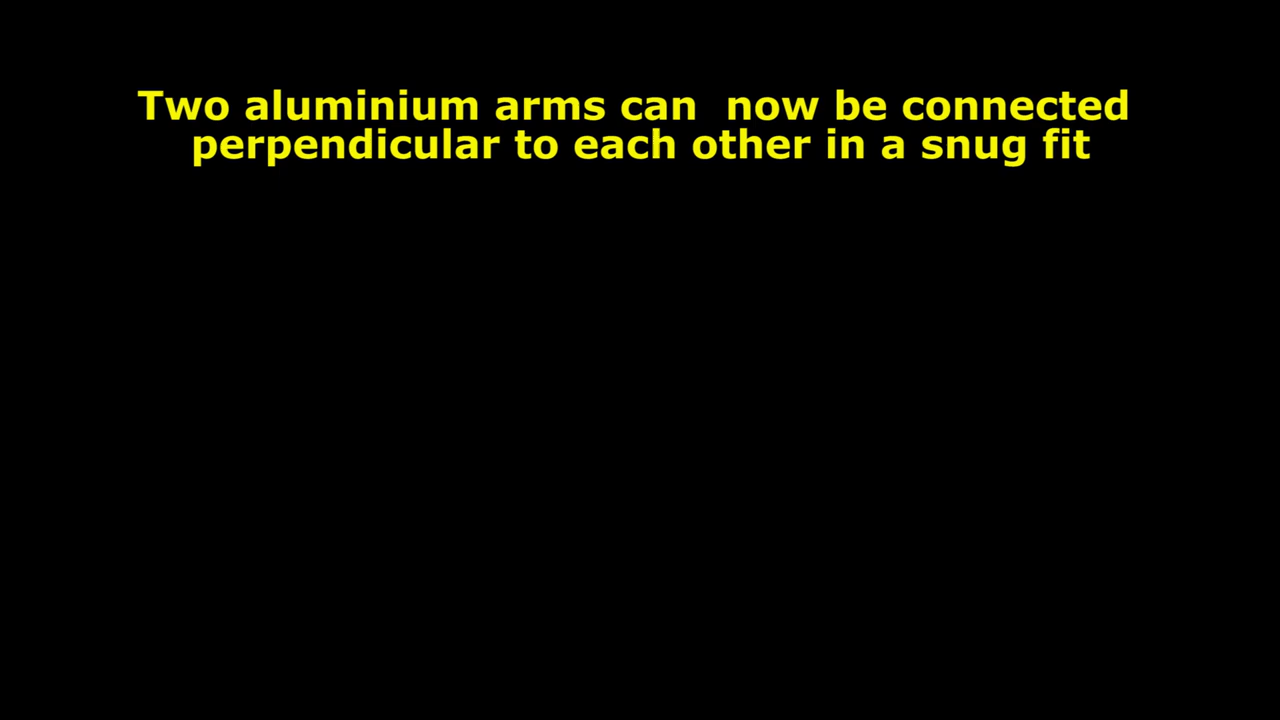 Two aluminium arms can  now be connected
perpendicular to each other in a snug fit